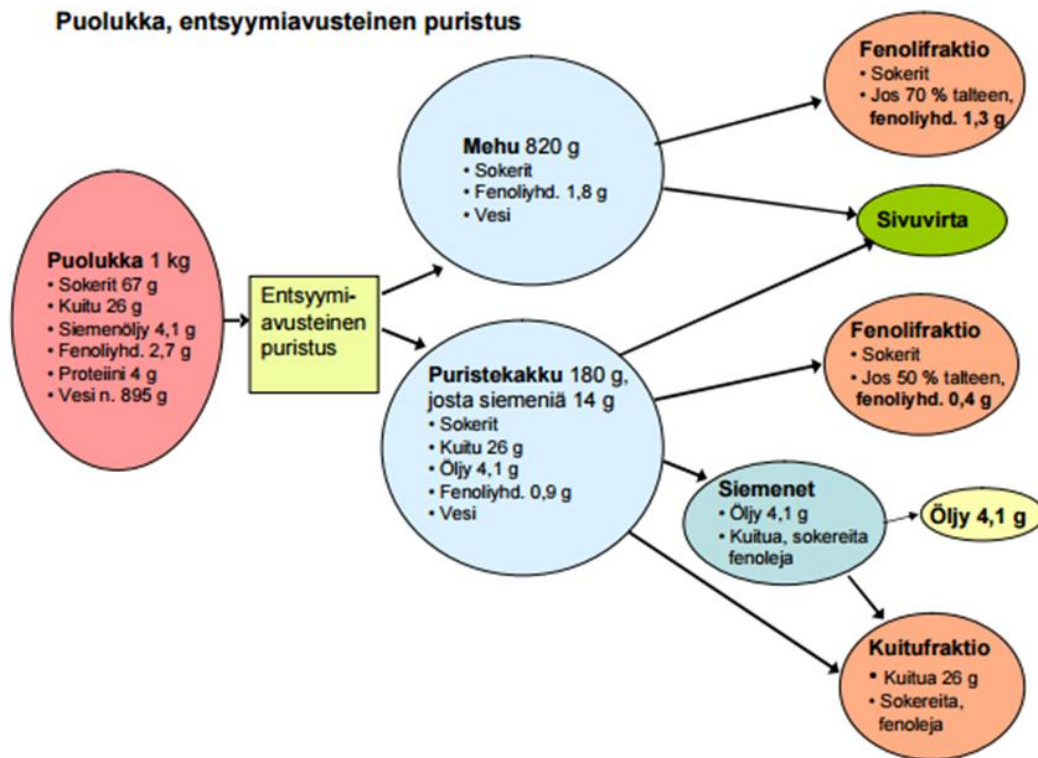 Puolukka, entsyymiavusteinen puristus
Puolukka 1 kg
• Sokerit 67 g
• Kuitu 26 g
• Siemenöljy 4,1 g
• Fenoliyhd. 2,7 g
• Proteiini 4 g
• Vesi n. 895 g
Entsyymi-
avusteinen
puristus
Mehu 820 g
• Sokerit
• Fenoliyhd. 1,8 g
• Vesi
Puristekakku 180 g,
josta siemeniä 14 g
• Sokerit
• Kuitu 26 g
• Öljy 4,1 g
• Fenoliyhd. 0,9 g
• Vesi
Fenolifraktio
• Sokerit
• Jos 70 % talteen,
fenoliyhd. 1,3 g
Sivuvirta
Fenolifraktio
• Sokerit
• Jos 50 % talteen,
fenoliyhd. 0,4 g
Siemenet
• Öljy 4,1 g
• Kuitua, sokereita
fenoleja
Öljy 4,1 g
Kuitufraktio
• Kuitua 26 g
• Sokereita,
fenoleja